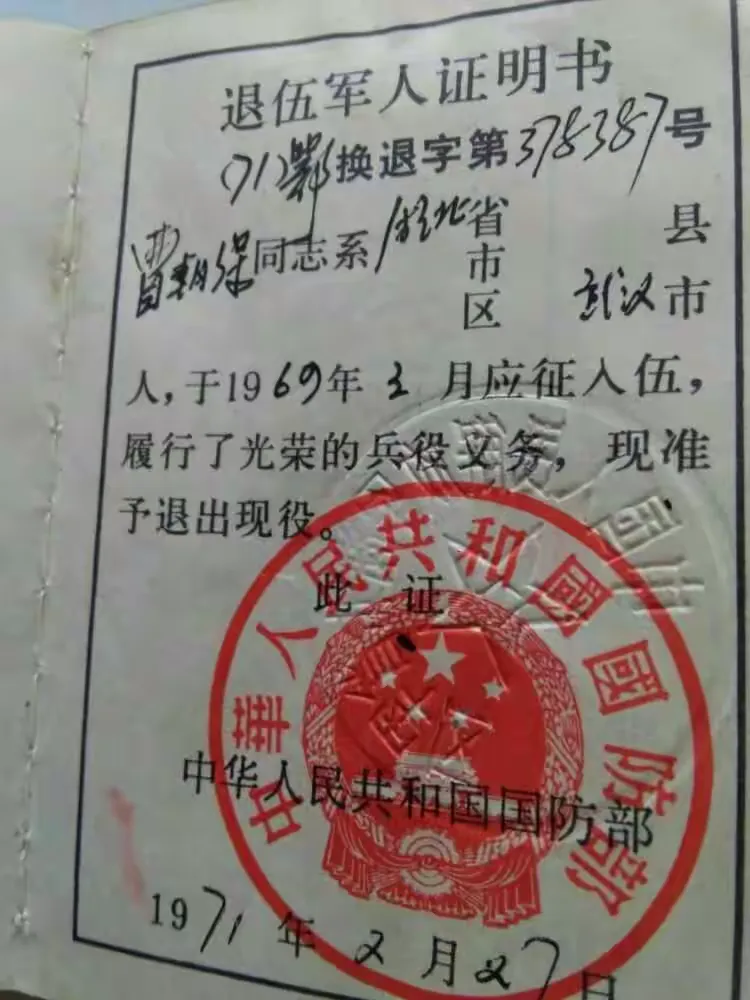 退伍军人证明书
(71)鄂换退字第378387号
曹朝保同志系湖北省市区武汉县市
人,于1969年2月应征入伍,
履行了光荣的兵役义务,现准
予退出现役。
此证
中华人民共和国国防部
中華人民共和國國防部
1971年2月27日